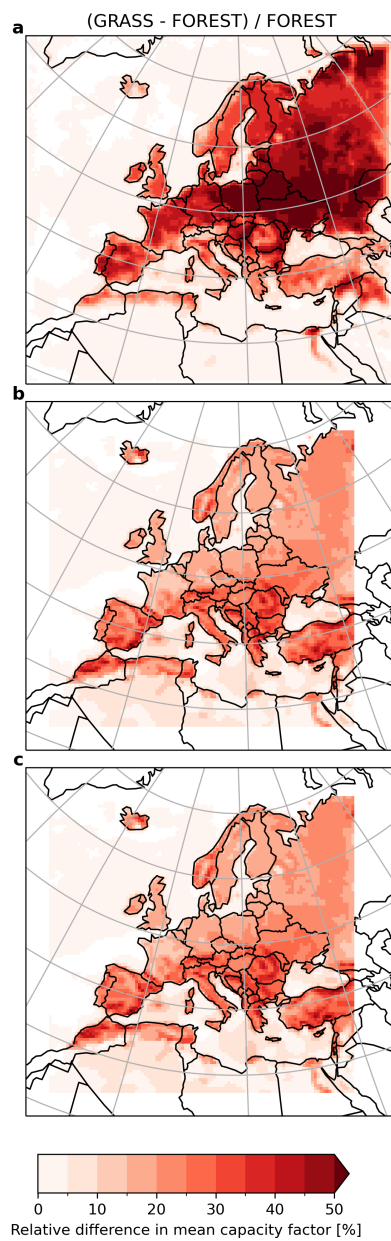 (GRASS - FOREST) / FOREST
a
b
c
0 10 20 30 40 50
Relative difference in mean capacity factor [%]